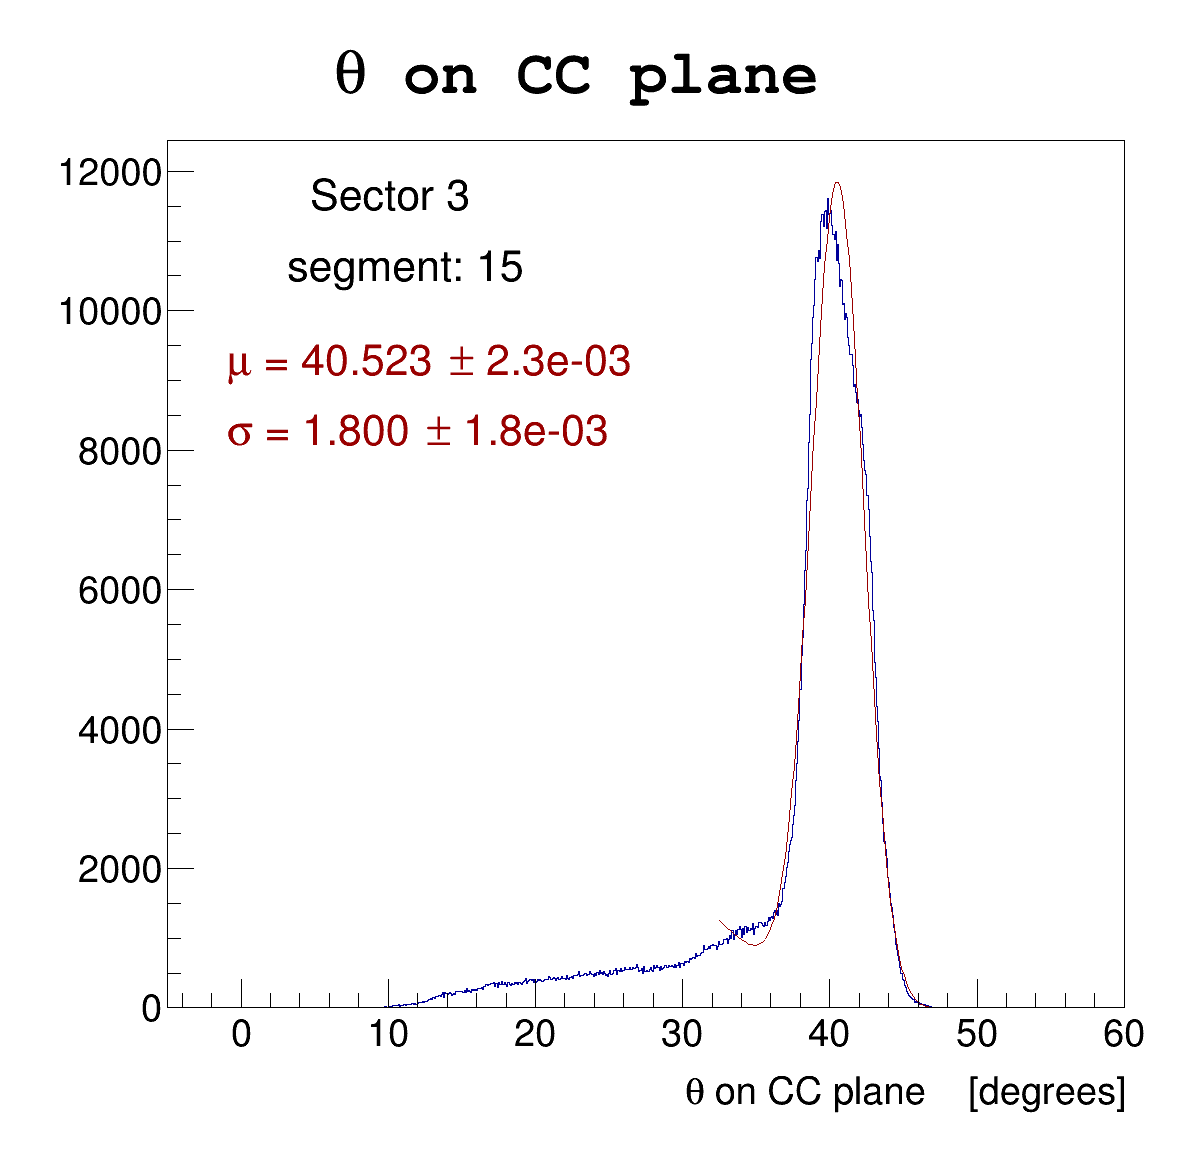 θ on CC plane
12000
Sector 3
segment: 15
10000
μ = 40.523 ± 2.3e-03
σ = 1.800 ± 1.8e-03
8000
6000
4000
2000
0
0 10 20 30 40 50 60
θ on CC plane [degrees]